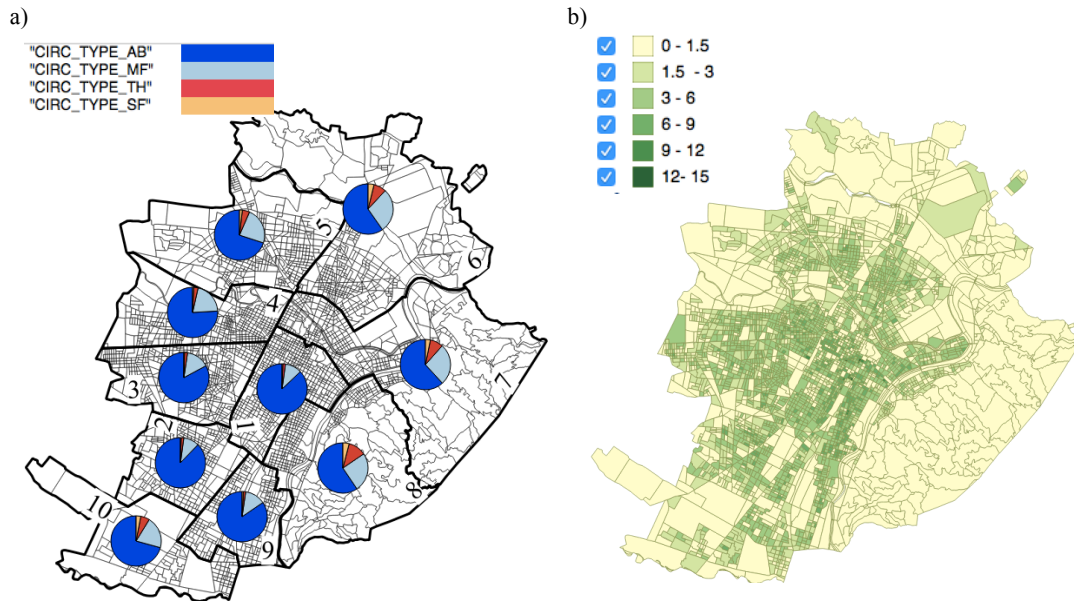 a)
"CIRC_TYPE_AB"
"CIRC_TYPE_MF"
"CIRC_TYPE_TH"
"CIRC_TYPE_SF"
5
6
4
7
3
2
1
8
10
9
b)
0 - 1.5
1.5 - 3
3 - 6
6 - 9
9 - 12
12- 15